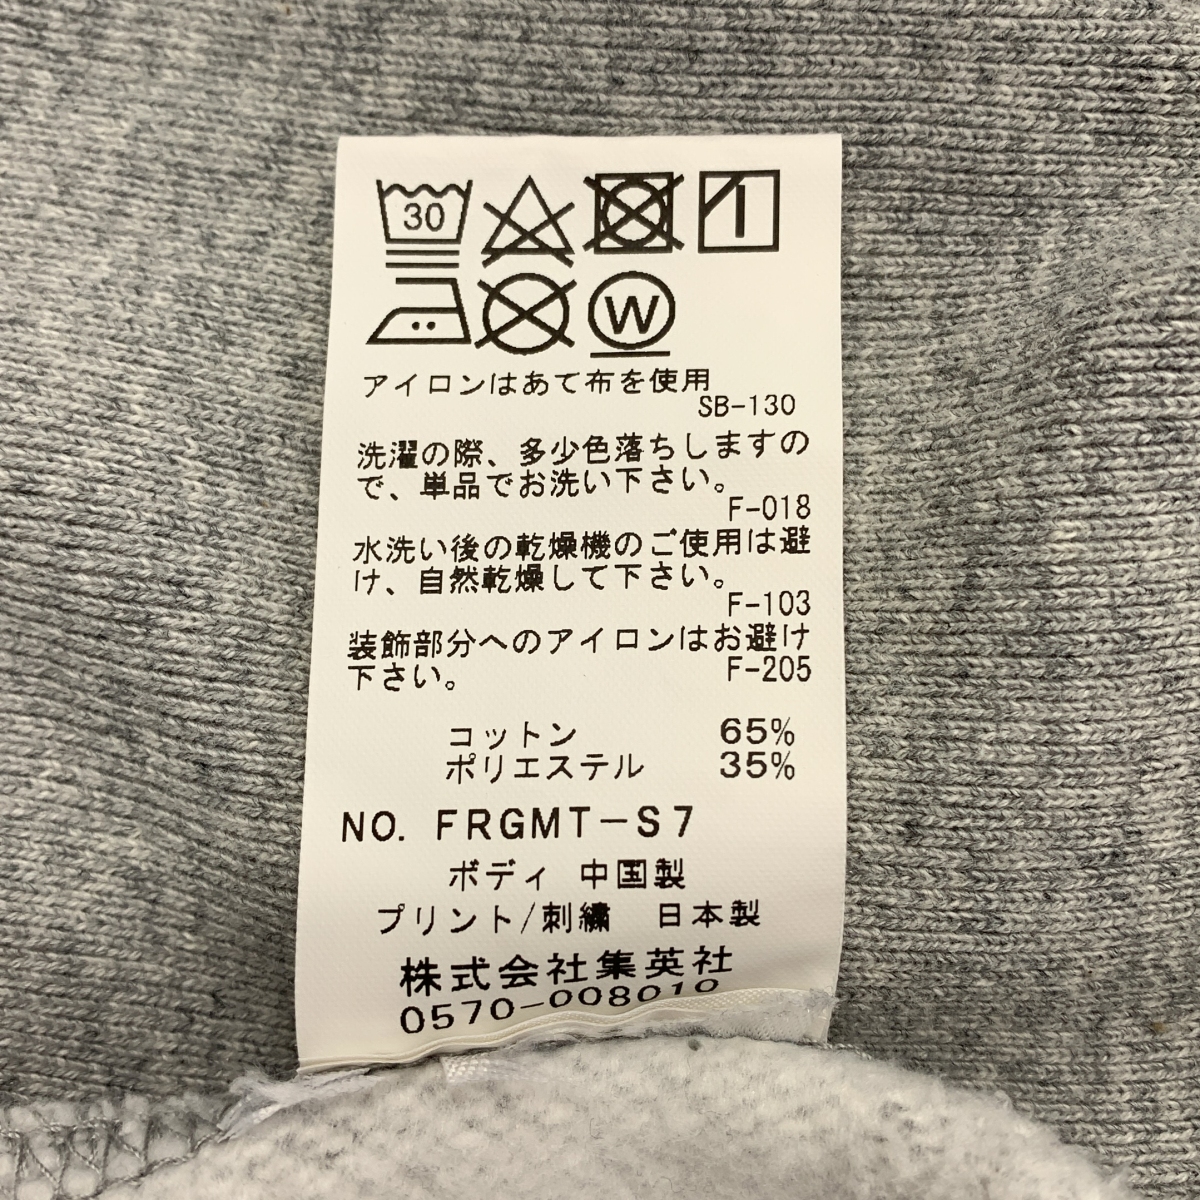 30
W
アイロンはあて布を使用
SB-130
洗濯の際、多少色落ちしますの
で、単品でお洗い下さい。
F-018
水洗い後の乾燥機のご使用は避
け、自然乾燥して下さい。
F-103
装飾部分へのアイロンはお避け
下さい。 F-205
コットン 65%
ポリエステル 35%
NO. FRGMT-S7
ボディ 中国製
プリント/刺繍 日本製
株式会社集英社
0570-008010